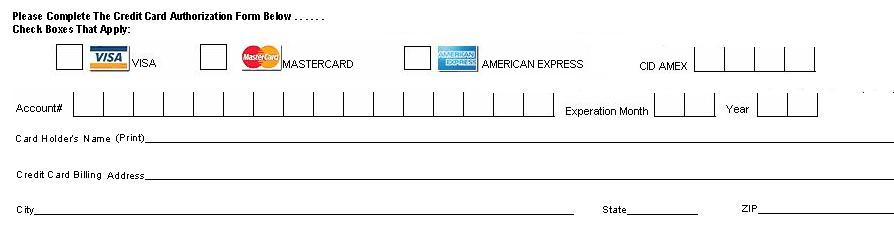 Please Complete The Credit Card Authorization Form Below . . . . . .
Check Boxes That Apply:
VISA VISA MasterCard MASTERCARD AMERICAN EXPRESS AMERICAN EXPRESS CID AMEX
Account# Experation Month Year
Card Holder's Name (Print)
Credit Card Billing Address
City State ZIP